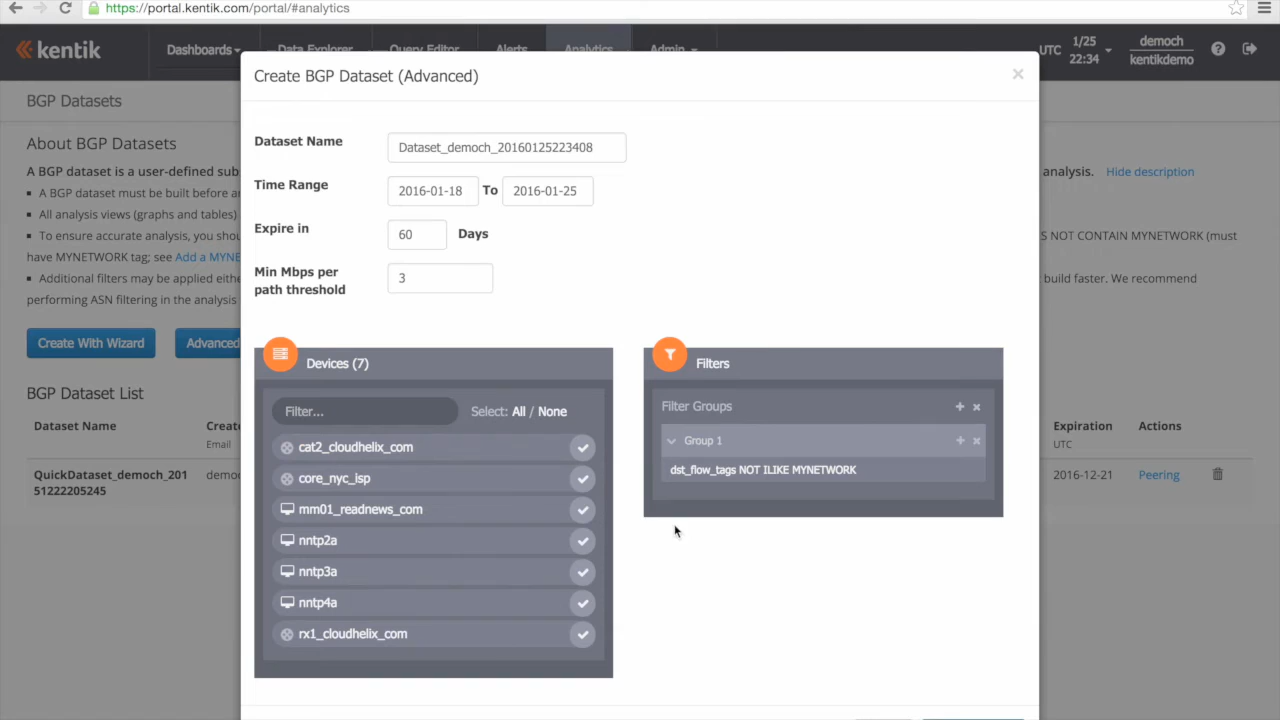 https://portal.kentik.com/portal/#analytics
kentik
Dashboards
Data Explorer
Query Editor
Alerts
Analytics
Admin
UTC
1/25
22:34
democh
kentikdemo
Create BGP Dataset (Advanced)
BGP Datasets
About BGP Datasets
A BGP dataset is a user-defined sub
analysis. Hide description
A BGP dataset must be built before an
All analysis views (graphs and tables)
To ensure accurate analysis, you shou
S NOT CONTAIN MYNETWORK (must
have MYNETWORK tag; see Add a MYNE
Additional filters may be applied eithe
build faster. We recommend
performing ASN filtering in the analysis
Create With Wizard
Advanced
BGP Dataset List
Dataset Name
Create
Email
Expiration
UTC
Actions
QuickDataset_democh_201
51222205245
democ
2016-12-21
Peering
Dataset Name
Dataset_democh_20160125223408
Time Range
2016-01-18 To 2016-01-25
Expire in
60 Days
Min Mbps per
path threshold
3
Devices (7)
Filter...
Select: All / None
cat2_cloudhelix_com
core_nyc_isp
mm01_readnews_com
nntp2a
nntp3a
nntp4a
rx1_cloudhelix_com
Filters
Filter Groups
Group 1
dst_flow_tags NOT ILIKE MYNETWORK